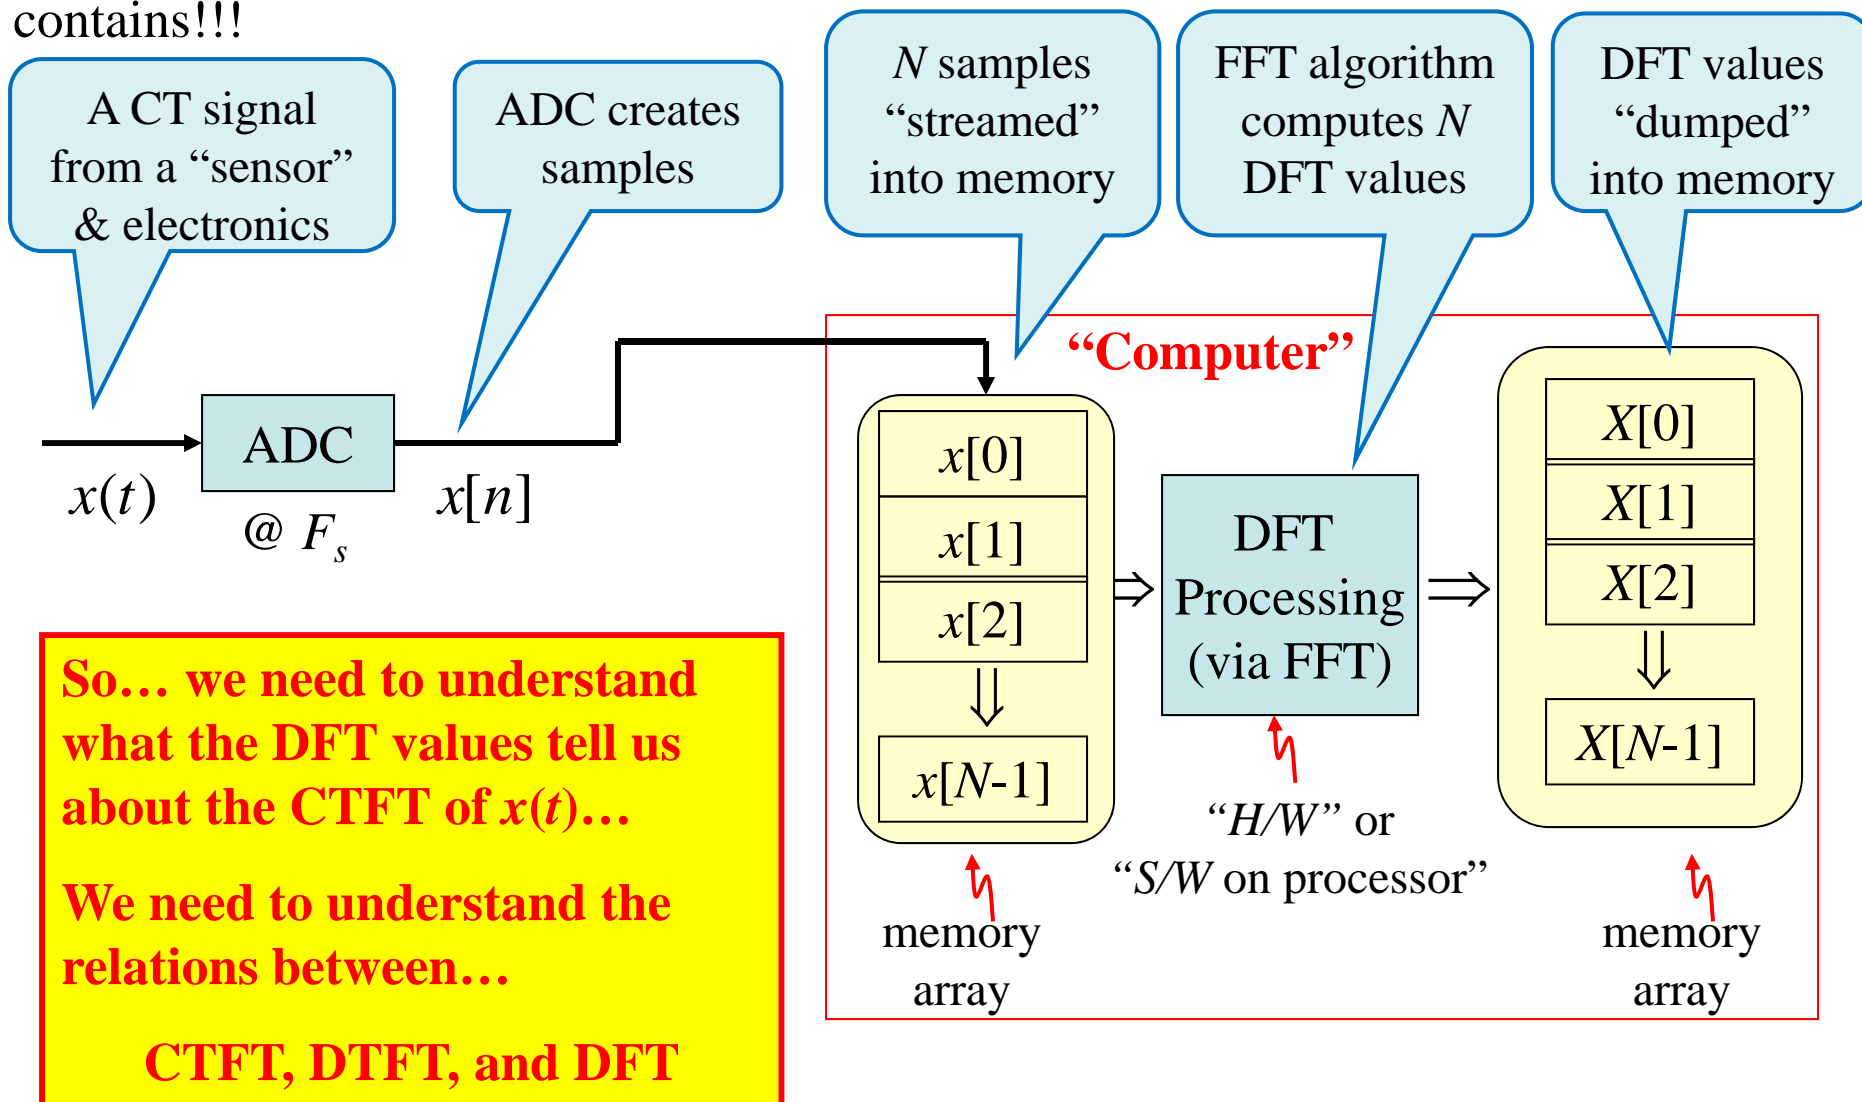 contains!!!
A CT signal
from a “sensor”
& electronics
ADC creates
samples
N samples
“streamed”
into memory
FFT algorithm
computes N
DFT values
DFT values
“dumped”
into memory
“Computer”
x(t)
ADC
@ Fs
x[n]
x[0]
x[1]
x[2]
x[N-1]
DFT
Processing
(via FFT)
X[0]
X[1]
X[2]
X[N-1]
“H/W” or
“S/W on processor”
memory
array
memory
array
So… we need to understand
what the DFT values tell us
about the CTFT of x(t)…
We need to understand the
relations between…
CTFT, DTFT, and DFT